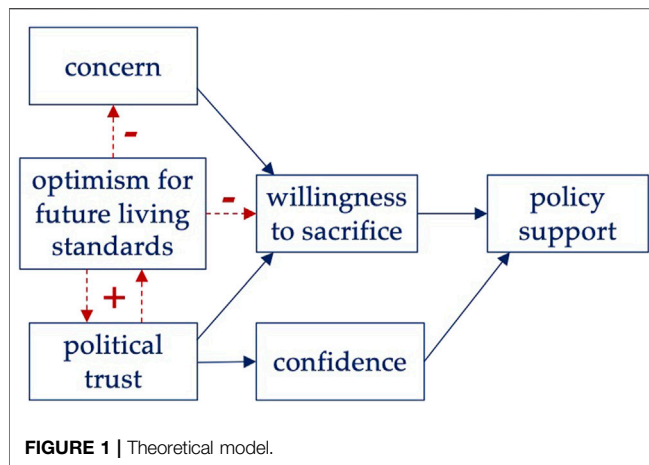 concern
-
optimism for
future living
standards
-
willingness
to sacrifice
policy
support
+
political
trust
confidence
FIGURE 1 | Theoretical model.